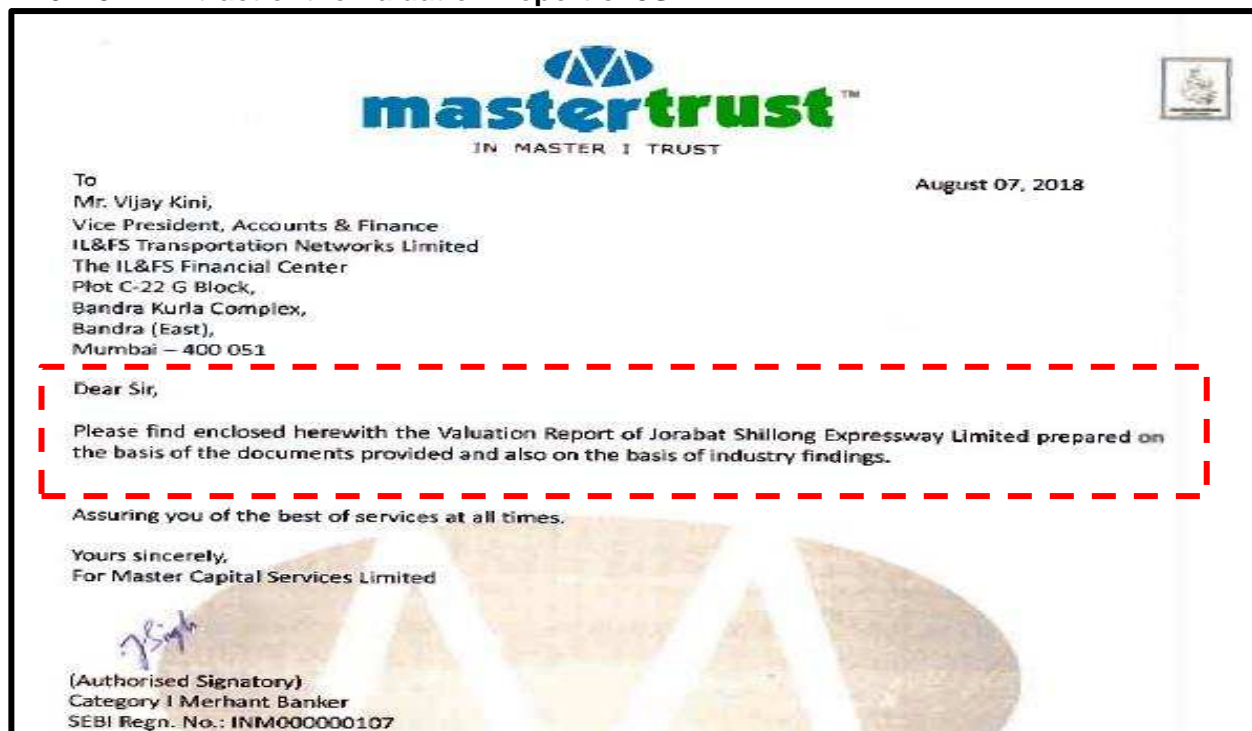 mastertrust™
IN MASTER I TRUST
To
August 07, 2018
Mr. Vijay Kini,
Vice President, Accounts & Finance
IL&FS Transportation Networks Limited
The IL&FS Financial Center
Plot C-22 G Block,
Bandra Kurla Complex,
Bandra (East),
Mumbai – 400 051
Dear Sir,
Please find enclosed herewith the Valuation Report of Jorabat Shillong Expressway Limited prepared on
the basis of the documents provided and also on the basis of industry findings.
Assuring you of the best of services at all times.
Yours sincerely,
For Master Capital Services Limited
J Singh
(Authorised Signatory)
Category I Merhant Banker
SEBI Regn. No.: INM000000107